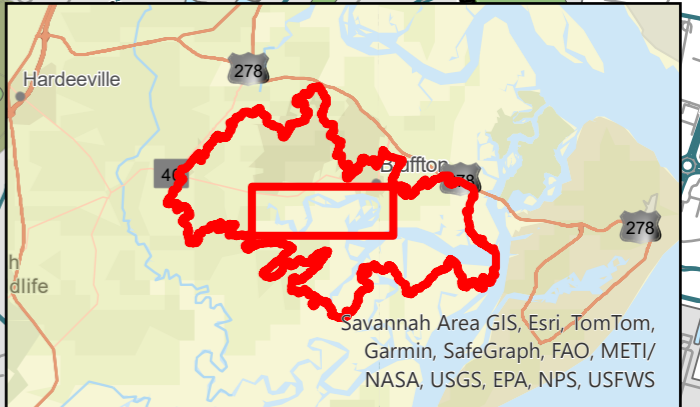 278
Hardeeville
Bluffton
278
278
h
dlife
Savannah Area GIS, Esri, TomTom,
Garmin, SafeGraph, FAO, METI/
NASA, USGS, EPA, NPS, USFWS